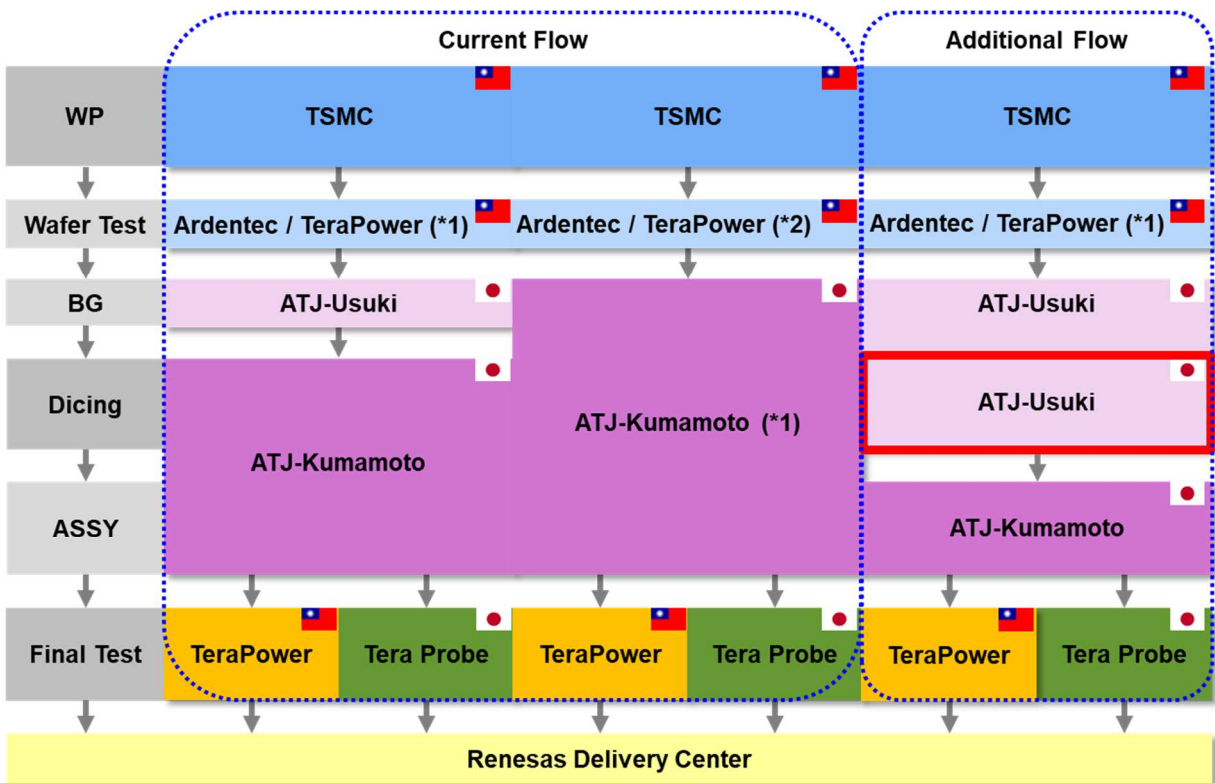 Current Flow
Additional Flow
WP
TSMC
TSMC
TSMC
Wafer Test
Ardentec / TeraPower (*1)
Ardentec / TeraPower (*2)
Ardentec / TeraPower (*1)
BG
ATJ-Usuki
ATJ-Usuki
Dicing
ATJ-Kumamoto
ATJ-Kumamoto (*1)
ATJ-Usuki
ASSY
ATJ-Kumamoto
Final Test
TeraPower
Tera Probe
TeraPower
Tera Probe
TeraPower
Tera Probe
Renesas Delivery Center